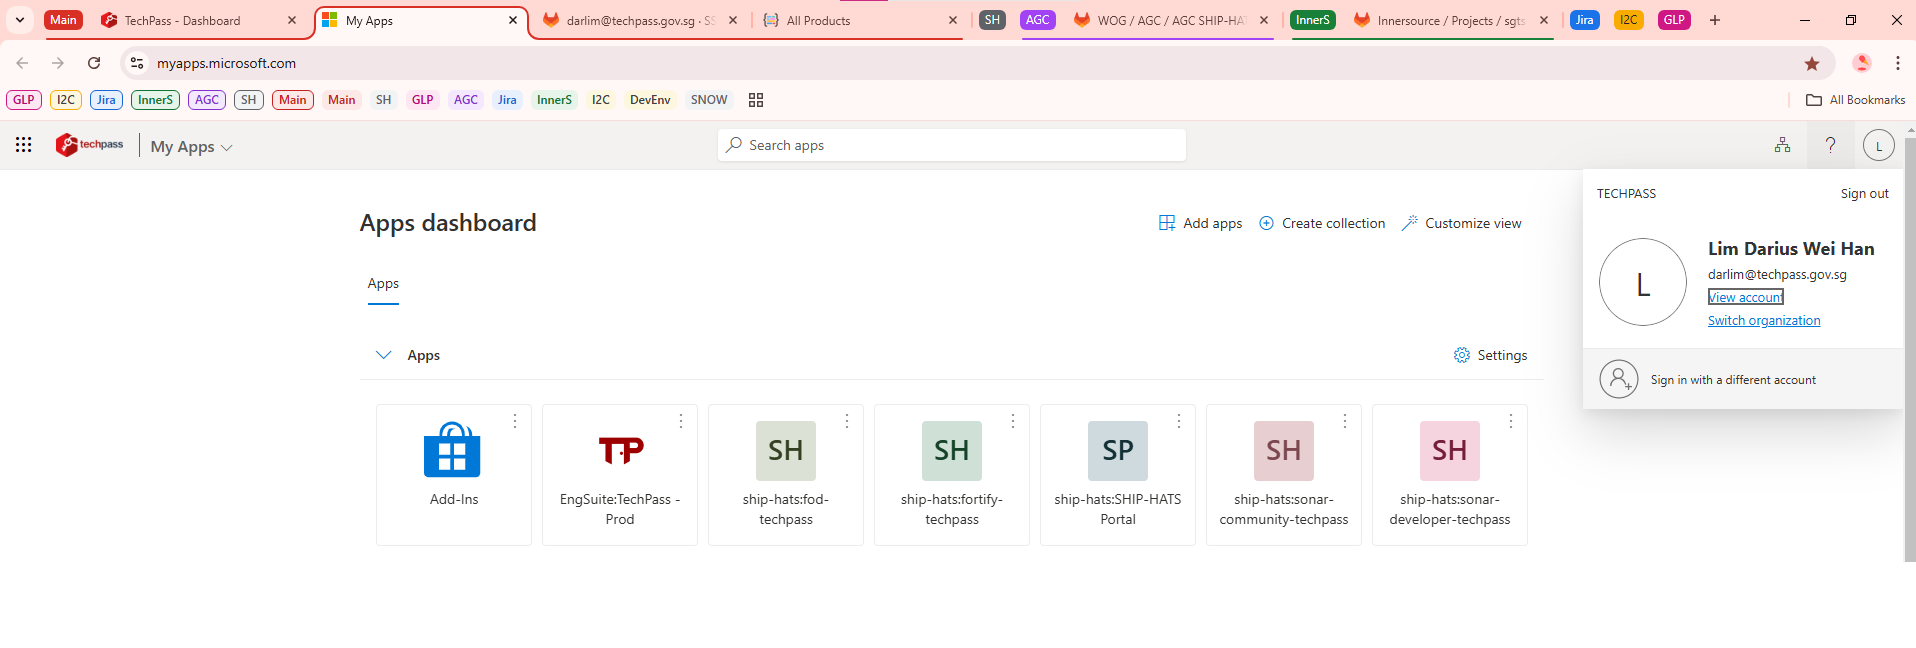 Main TechPass - Dashboard My Apps darlim@techpass.gov.sg · SS All Products SH AGC WOG / AGC / AGC SHIP-HAT InnerS Innersource / Projects / sgts Jira I2C GLP
myapps.microsoft.com
GLP I2C Jira InnerS AGC SH Main Main SH GLP AGC Jira InnerS I2C DevEnv SNOW All Bookmarks
techpass My Apps Search apps ? L
TECHPASS Sign out
Apps dashboard Add apps Create collection Customize view
Lim Darius Wei Han
darlim@techpass.gov.sg
L
View account
Switch organization
Sign in with a different account
Apps
Apps Settings
Add-Ins
TP
EngSuite:TechPass -
Prod
SH
ship-hats:fod-
techpass
SH
ship-hats:fortify-
techpass
SP
ship-hats:SHIP-HATS
Portal
SH
ship-hats:sonar-
community-techpass
SH
ship-hats:sonar-
developer-techpass